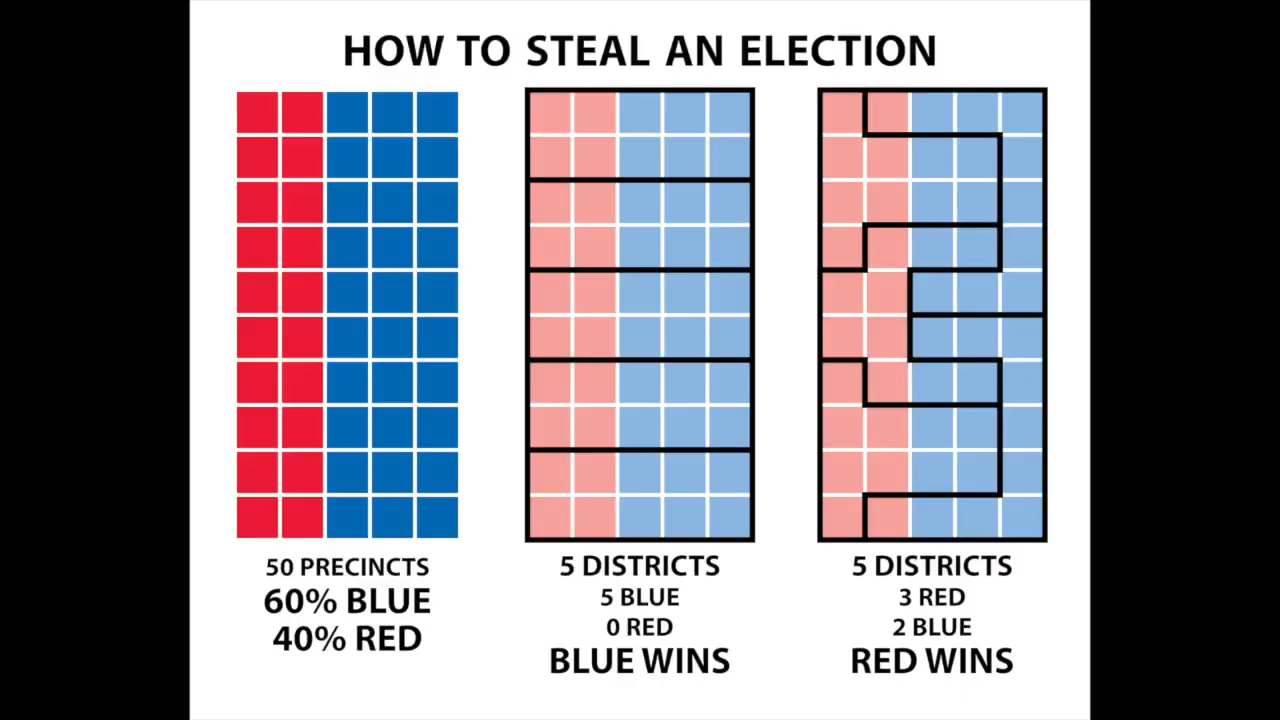 HOW TO STEAL AN ELECTION
50 PRECINCTS
60% BLUE
40% RED
5 DISTRICTS
5 BLUE
0 RED
BLUE WINS
5 DISTRICTS
3 RED
2 BLUE
RED WINS